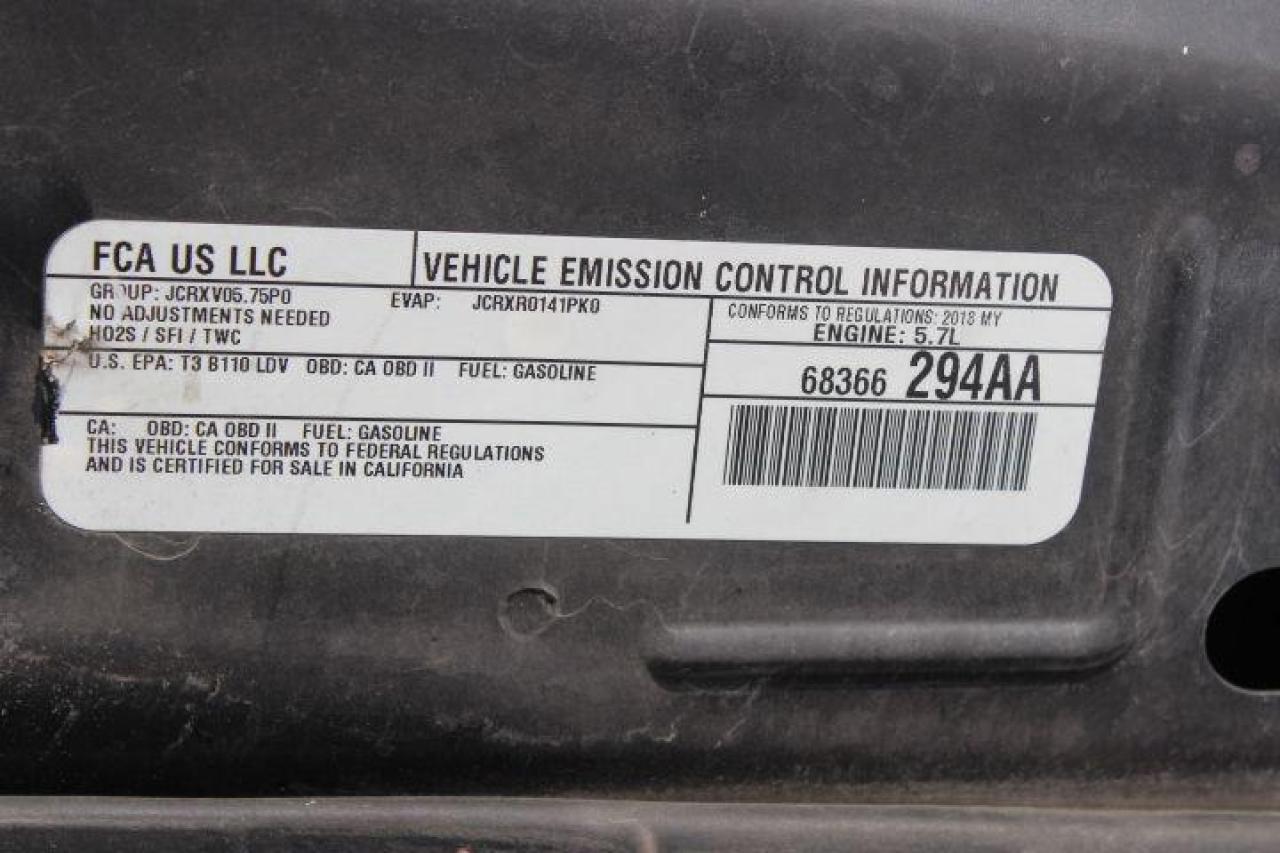 FCA US LLC
VEHICLE EMISSION CONTROL INFORMATION
GROUP: JCRXV05.75P0
EVAP: JCRXR0141PK0
NO ADJUSTMENTS NEEDED
HO2S / SFI / TWC
CONFORMS TO REGULATIONS: 2018 MY
ENGINE: 5.7L
U.S. EPA: T3 B110 LDV OBD: CA OBD II FUEL: GASOLINE
68366 294AA
CA: OBD: CA OBD II FUEL: GASOLINE
THIS VEHICLE CONFORMS TO FEDERAL REGULATIONS
AND IS CERTIFIED FOR SALE IN CALIFORNIA